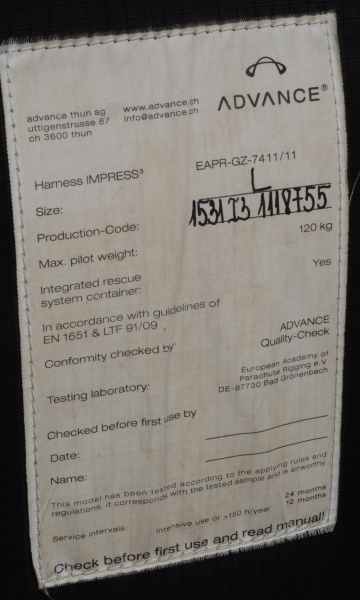 advance thun ag www.advance.ch
uttigenstrasse 87 info@advance.ch
ch 3600 thun
ADVANCE®
Harness IMPRESS³ EAPR-GZ-7411/11
Size: L
Production-Code: 1531 I3 1118755
Max. pilot weight: 120 kg
Integrated rescue
system container: Yes
In accordance with guidelines of
EN 1651 & LTF 91/09
Conformity checked by: ADVANCE
Quality-Check
Testing laboratory: European Academy of
Parachute Rigging e.V.
DE-87730 Bad Grönenbach
Checked before first use by
Date:
Name:
This model has been tested according to the applying rules and
regulations, it corresponds with the tested sample and is airworthy
Service intervals: 24 months
intensive use or >150 h/year 12 months
Check before first use and read manual!